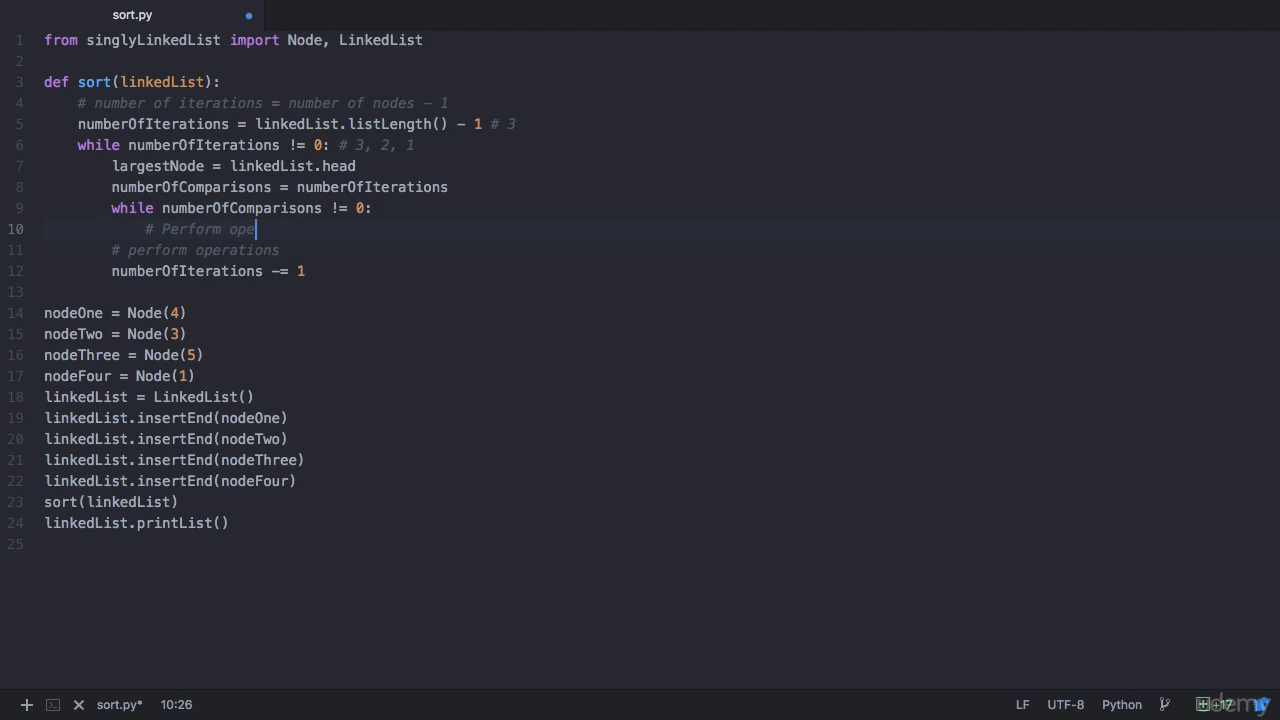 sort.py
1 from singlyLinkedList import Node, LinkedList
2
3 def sort(linkedList):
4 # number of iterations = number of nodes - 1
5 numberOfIterations = linkedList.listLength() - 1 # 3
6 while numberOfIterations != 0: # 3, 2, 1
7 largestNode = linkedList.head
8 numberOfComparisons = numberOfIterations
9 while numberOfComparisons != 0:
10 # Perform ope
11 # perform operations
12 numberOfIterations -= 1
13
14 nodeOne = Node(4)
15 nodeTwo = Node(3)
16 nodeThree = Node(5)
17 nodeFour = Node(1)
18 linkedList = LinkedList()
19 linkedList.insertEnd(nodeOne)
20 linkedList.insertEnd(nodeTwo)
21 linkedList.insertEnd(nodeThree)
22 linkedList.insertEnd(nodeFour)
23 sort(linkedList)
24 linkedList.printList()
25
sort.py* 10:26 LF UTF-8 Python +17
udemy